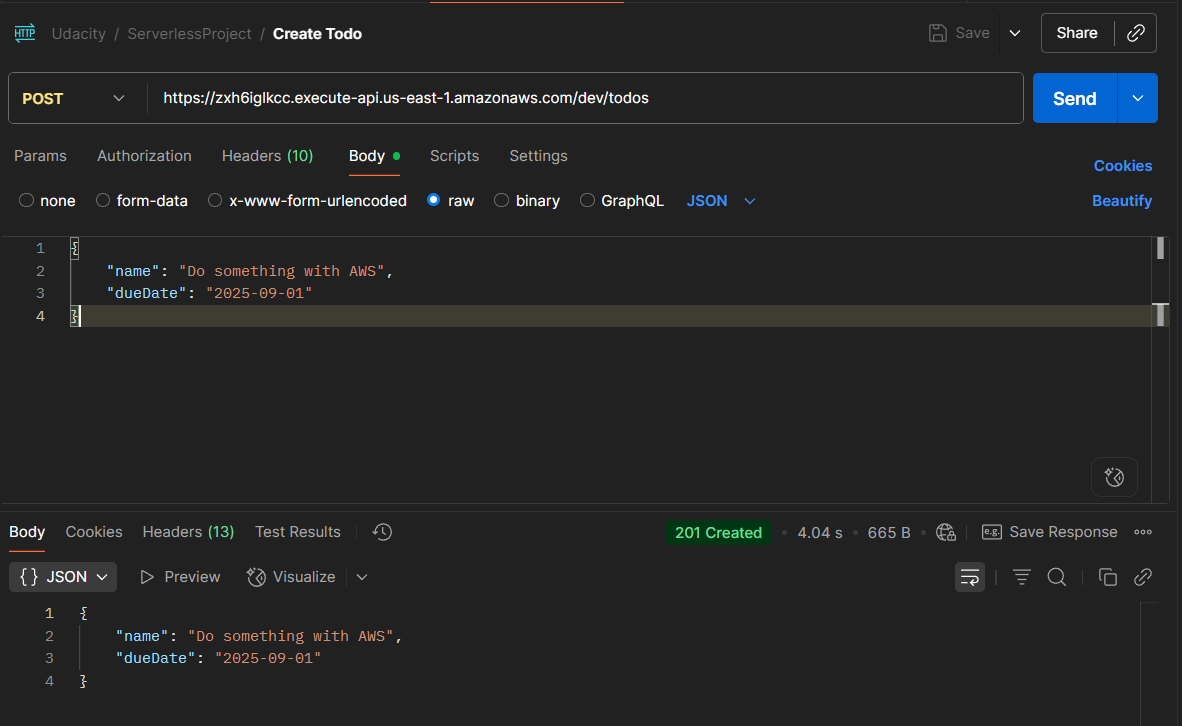 HTTP Udacity / ServerlessProject / Create Todo Save Share
POST https://zxh6iglkcc.execute-api.us-east-1.amazonaws.com/dev/todos Send
Params Authorization Headers (10) Body Scripts Settings Cookies
none form-data x-www-form-urlencoded raw binary GraphQL JSON Beautify
1 {
2 "name": "Do something with AWS",
3 "dueDate": "2025-09-01"
4 }
Body Cookies Headers (13) Test Results 201 Created 4.04 s 665 B e.g. Save Response
{} JSON Preview Visualize
1 {
2 "name": "Do something with AWS",
3 "dueDate": "2025-09-01"
4 }